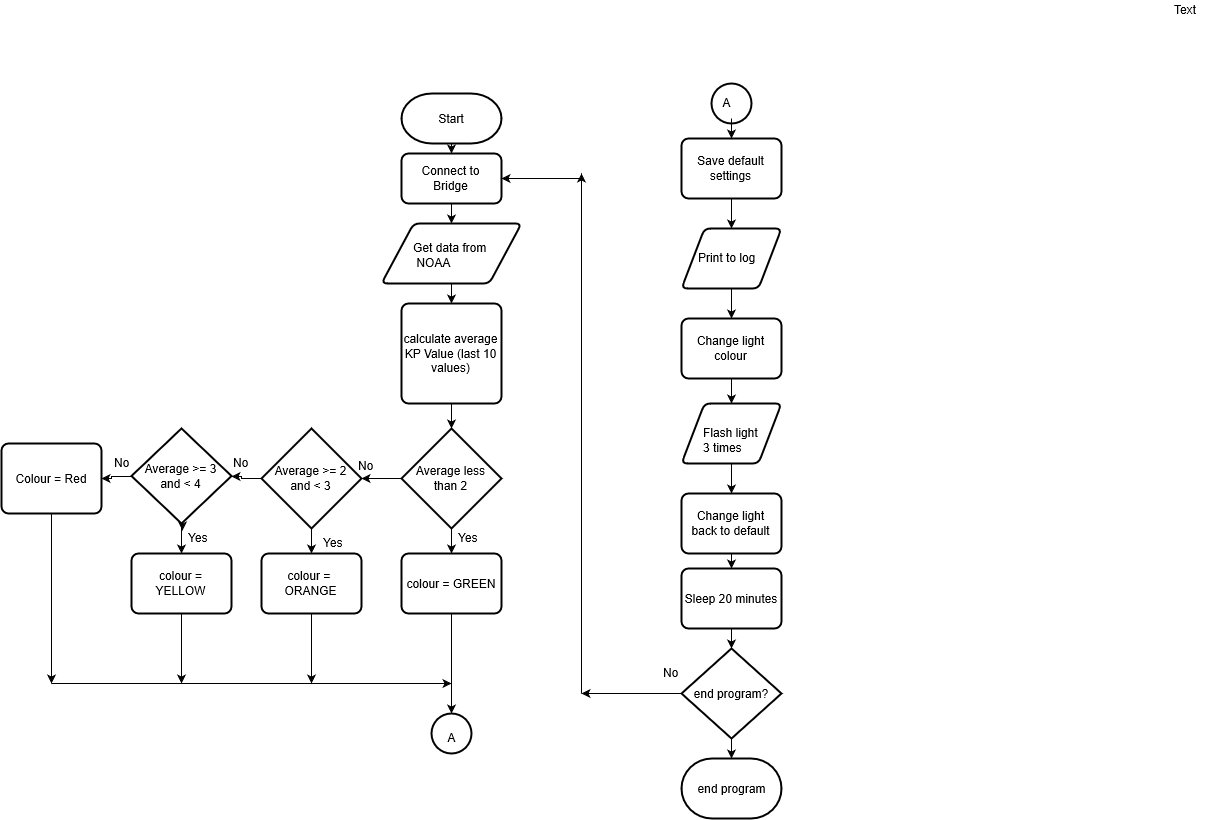 Text
Start
Connect to
Bridge
Get data from
NOAA
calculate average
KP Value (last 10
values)
Average less
than 2
No
Yes
Average >= 2
and < 3
No
Yes
Average >= 3
and < 4
No
Yes
Colour = Red
colour =
YELLOW
colour =
ORANGE
colour = GREEN
A
A
Save default
settings
Print to log
Change light
colour
Flash light
3 times
Change light
back to default
Sleep 20 minutes
No
end program?
end program